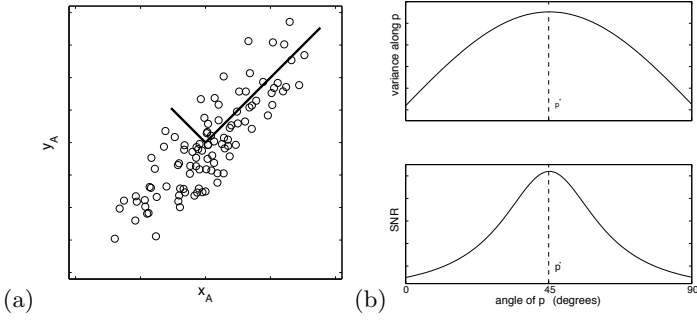 y_A
x_A
(a)
variance along p
p*
SNR
p*
0 45 90
angle of p (degrees)
(b)